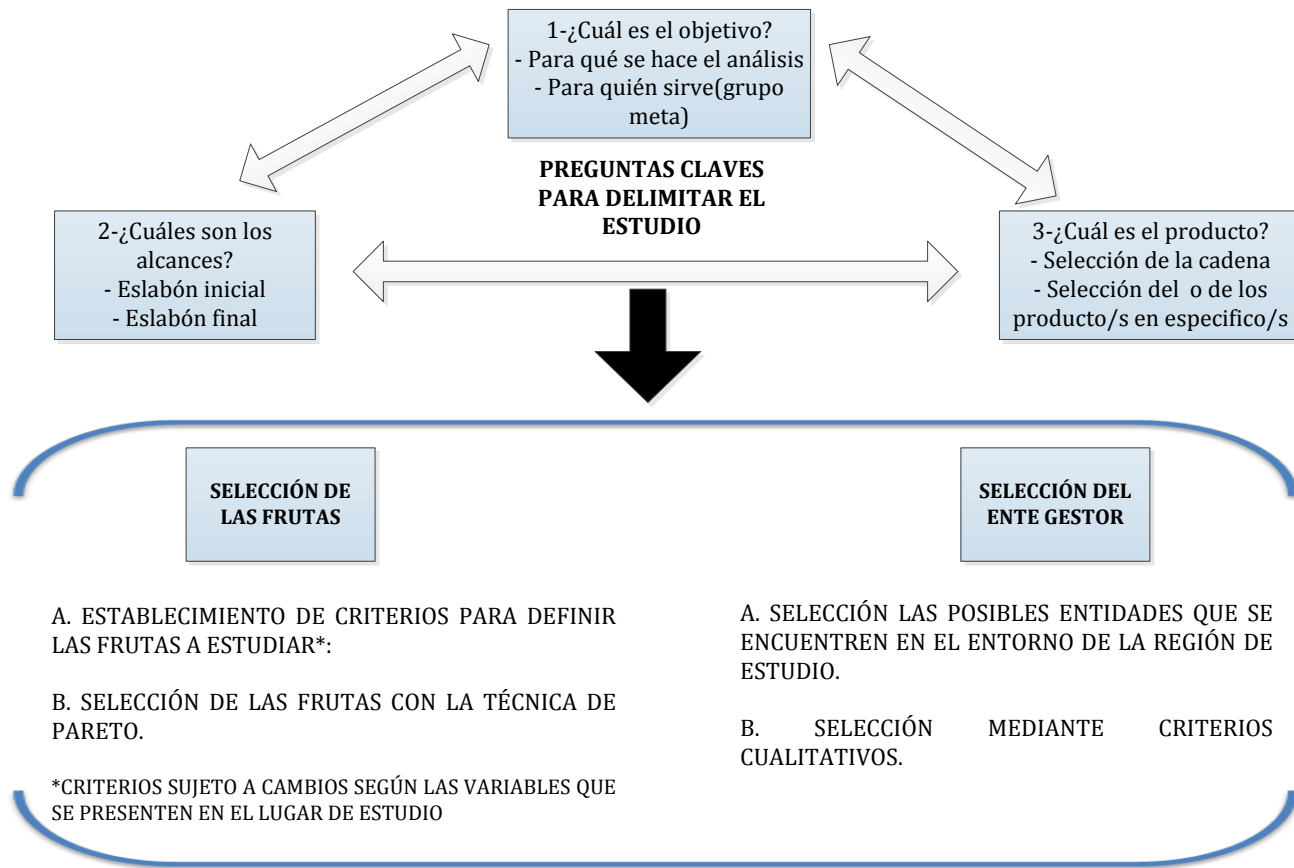 1-¿Cuál es el objetivo?
- Para qué se hace el análisis
- Para quién sirve(grupo
meta)
PREGUNTAS CLAVES
PARA DELIMITAR EL
ESTUDIO
2-¿Cuáles son los
alcances?
- Eslabón inicial
- Eslabón final
3-¿Cuál es el producto?
- Selección de la cadena
- Selección del o de los
producto/s en especifico/s
SELECCIÓN DE
LAS FRUTAS
A. ESTABLECIMIENTO DE CRITERIOS PARA DEFINIR
LAS FRUTAS A ESTUDIAR*:
B. SELECCIÓN DE LAS FRUTAS CON LA TÉCNICA DE
PARETO.
*CRITERIOS SUJETO A CAMBIOS SEGÚN LAS VARIABLES QUE
SE PRESENTEN EN EL LUGAR DE ESTUDIO
SELECCIÓN DEL
ENTE GESTOR
A. SELECCIÓN LAS POSIBLES ENTIDADES QUE SE
ENCUENTREN EN EL ENTORNO DE LA REGIÓN DE
ESTUDIO.
B. SELECCIÓN MEDIANTE CRITERIOS
CUALITATIVOS.